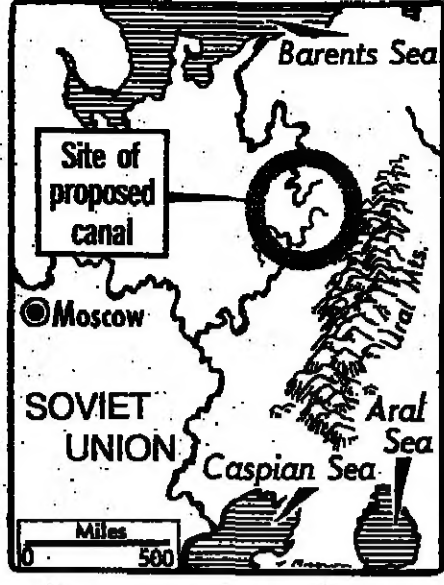 Barents Sea
Site of
proposed
canal
Ural Mts.
Moscow
SOVIET
UNION
Aral
Sea
Caspian Sea
Miles
0 500